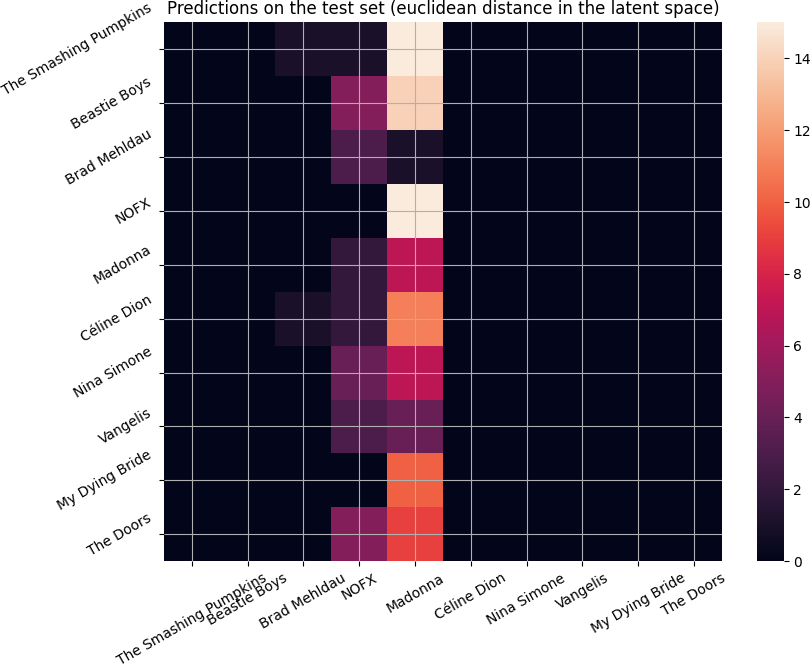 Predictions on the test set (euclidean distance in the latent space)
The Smashing Pumpkins
Beastie Boys
Brad Mehldau
NOFX
Madonna
Céline Dion
Nina Simone
Vangelis
My Dying Bride
The Doors
14
12
10
8
6
4
2
0
The Smashing Pumpkins
Beastie Boys
Brad Mehldau
NOFX
Madonna
Céline Dion
Nina Simone
Vangelis
My Dying Bride
The Doors